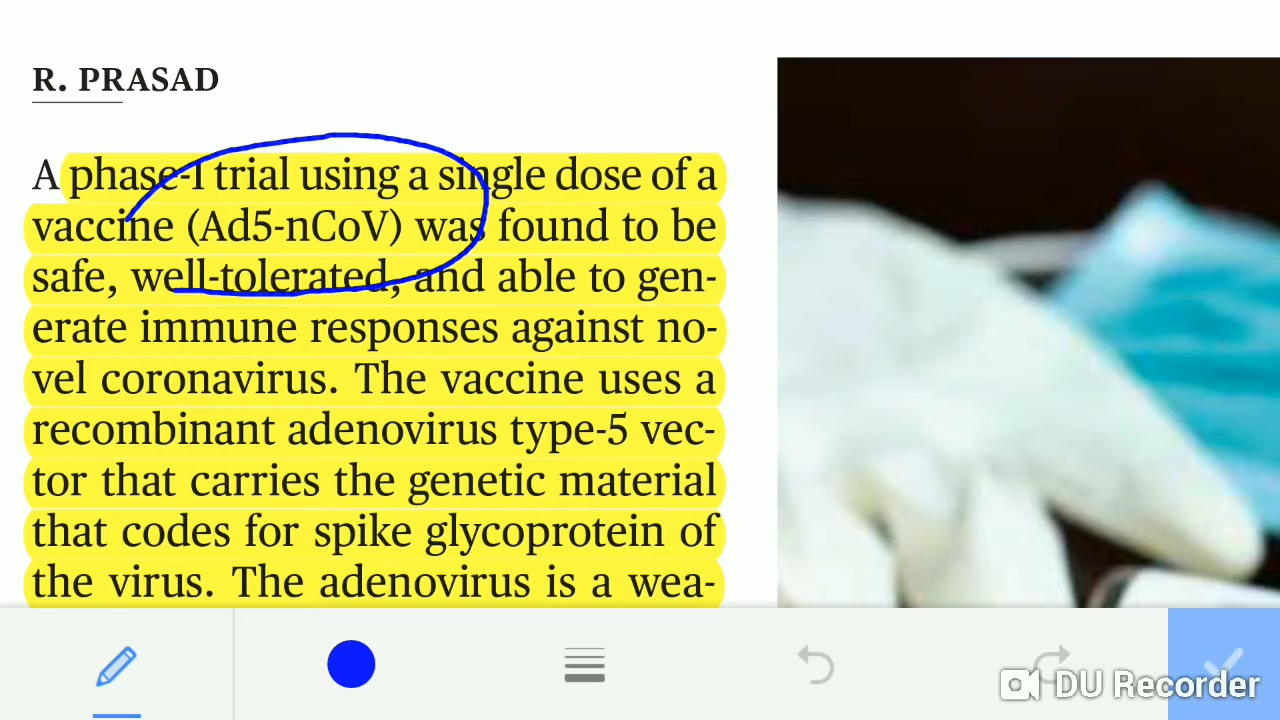 R. PRASAD
A phase-I trial using a single dose of a
vaccine (Ad5-nCoV) was found to be
safe, well-tolerated, and able to gen-
erate immune responses against no-
vel coronavirus. The vaccine uses a
recombinant adenovirus type-5 vec-
tor that carries the genetic material
that codes for spike glycoprotein of
the virus. The adenovirus is a wea-
DU Recorder